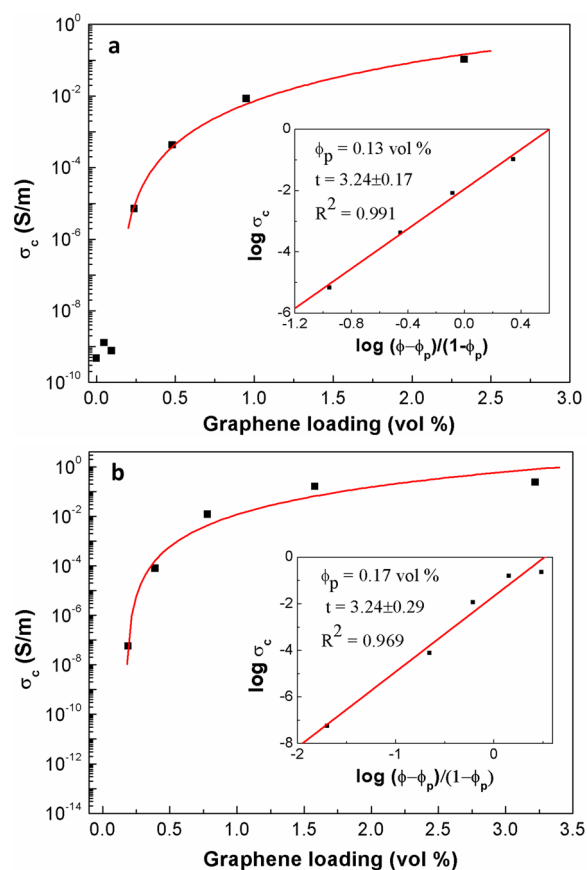 a
10⁰
10⁻²
10⁻⁴
10⁻⁶
10⁻⁸
10⁻¹⁰
σc (S/m)
0.0 0.5 1.0 1.5 2.0 2.5 3.0
Graphene loading (vol %)
ϕp = 0.13 vol %
t = 3.24±0.17
R² = 0.991
0
-2
-4
-6
log σc
-1.2 -0.8 -0.4 0.0 0.4
log (ϕ−ϕp)/(1-ϕp)
b
10⁰
10⁻²
10⁻⁴
10⁻⁶
10⁻⁸
10⁻¹⁰
10⁻¹²
10⁻¹⁴
σc (S/m)
0.0 0.5 1.0 1.5 2.0 2.5 3.0 3.5
Graphene loading (vol %)
ϕp = 0.17 vol %
t = 3.24±0.29
R² = 0.969
0
-2
-4
-6
-8
log σc
-2 -1 0
log (ϕ−ϕp)/(1−ϕp)